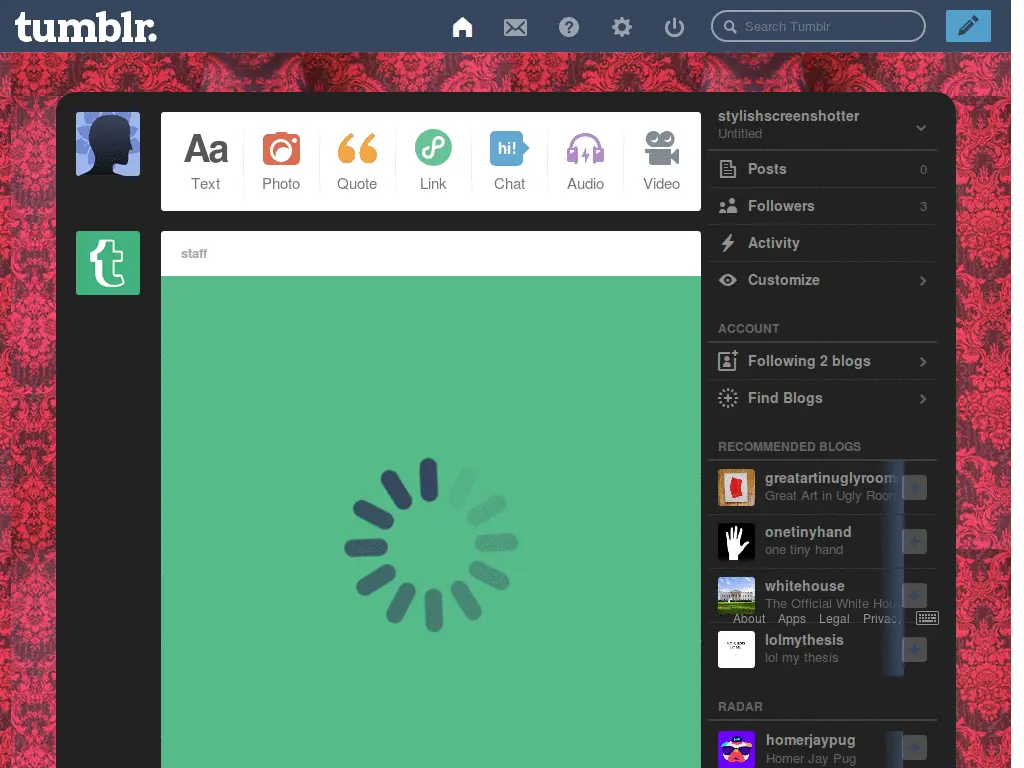 tumblr.
Search Tumblr
Aa
hi!
Text
Photo
Quote
Link
Chat
Audio
Video
staff
stylishscreenshotter
Untitled
Posts 0
Followers 3
Activity
Customize
ACCOUNT
Following 2 blogs
Find Blogs
RECOMMENDED BLOGS
greatartinuglyroom
Great Art in Ugly Roo
onetinyhand
one tiny hand
whitehouse
The Official White Hou
About Apps Legal Privac
lolmythesis
lol my thesis
RADAR
homerjaypug
Homer Jay Pug